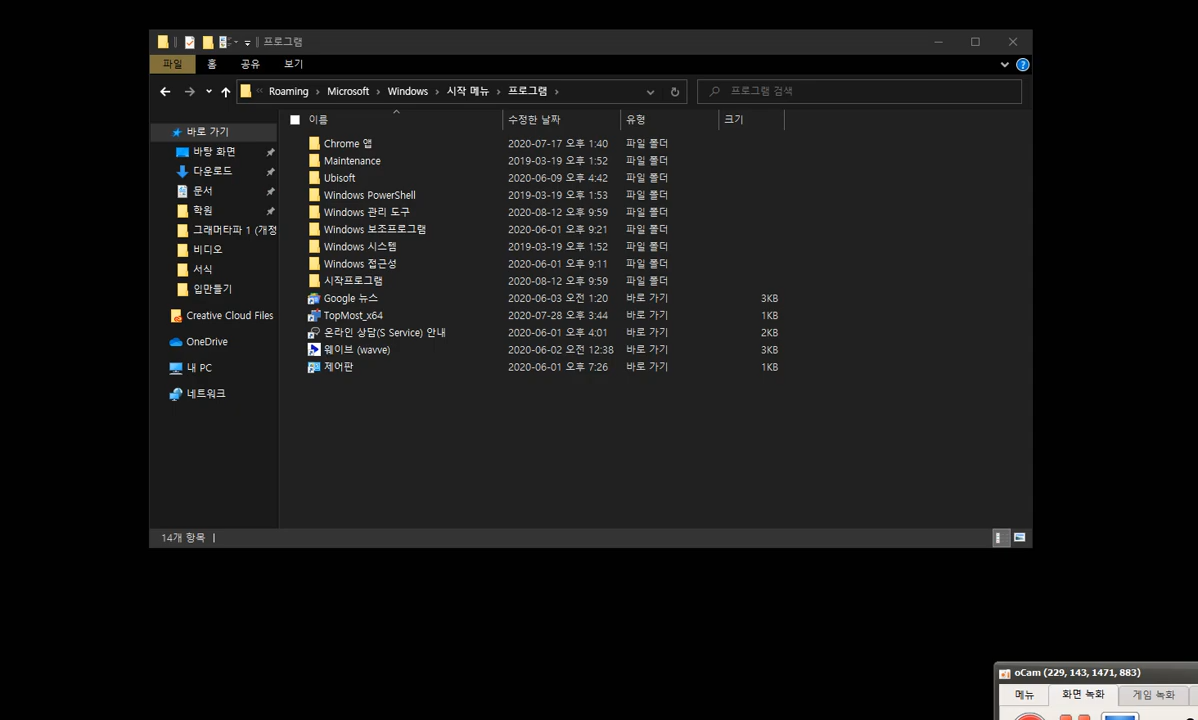 프로그램
파일 홈 공유 보기
Roaming Microsoft Windows 시작 메뉴 프로그램 프로그램 검색
이름 수정한 날짜 유형 크기
바로 가기
바탕 화면
다운로드
문서
학원
그래머타파 1 (개정
비디오
서식
입만들기
Creative Cloud Files
OneDrive
내 PC
네트워크
Chrome 앱 2020-07-17 오후 1:40 파일 폴더
Maintenance 2019-03-19 오후 1:52 파일 폴더
Ubisoft 2020-06-09 오후 4:42 파일 폴더
Windows PowerShell 2019-03-19 오후 1:53 파일 폴더
Windows 관리 도구 2020-08-12 오후 9:59 파일 폴더
Windows 보조프로그램 2020-06-01 오후 9:21 파일 폴더
Windows 시스템 2019-03-19 오후 1:52 파일 폴더
Windows 접근성 2020-06-01 오후 9:11 파일 폴더
시작프로그램 2020-08-12 오후 9:59 파일 폴더
Google 뉴스 2020-06-03 오전 1:20 바로 가기 3KB
TopMost_x64 2020-07-28 오후 3:44 바로 가기 1KB
온라인 상담(S Service) 안내 2020-06-01 오후 4:01 바로 가기 2KB
웨이브 (wavve) 2020-06-02 오전 12:38 바로 가기 3KB
제어판 2020-06-01 오후 7:26 바로 가기 1KB
14개 항목
oCam (229, 143, 1471, 883)
메뉴 화면 녹화 게임 녹화